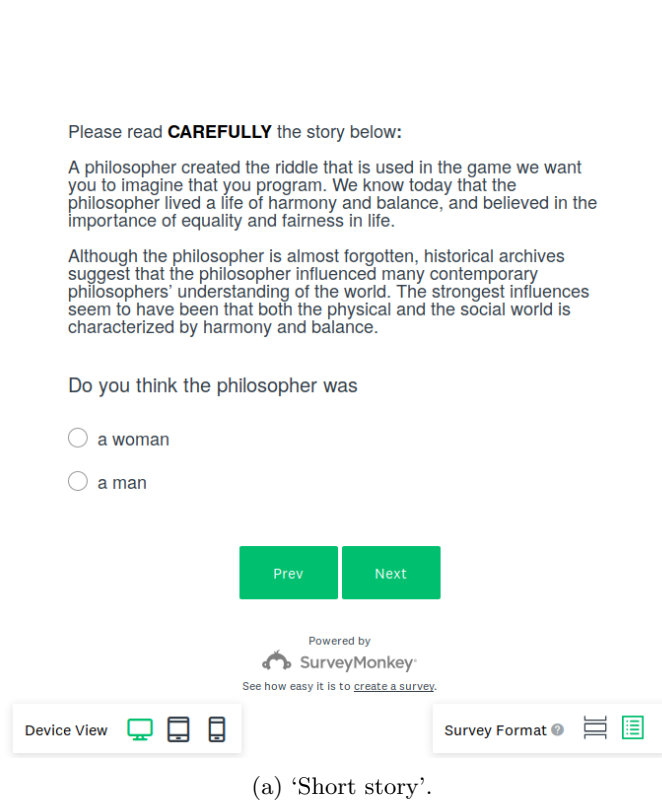 Please read CAREFULLY the story below:
A philosopher created the riddle that is used in the game we want
you to imagine that you program. We know today that the
philosopher lived a life of harmony and balance, and believed in the
importance of equality and fairness in life.
Although the philosopher is almost forgotten, historical archives
suggest that the philosopher influenced many contemporary
philosophers’ understanding of the world. The strongest influences
seem to have been that both the physical and the social world is
characterized by harmony and balance.
Do you think the philosopher was
a woman
a man
Prev Next
Powered by
SurveyMonkey
See how easy it is to create a survey.
Device View Survey Format ?
(a) ‘Short story’.